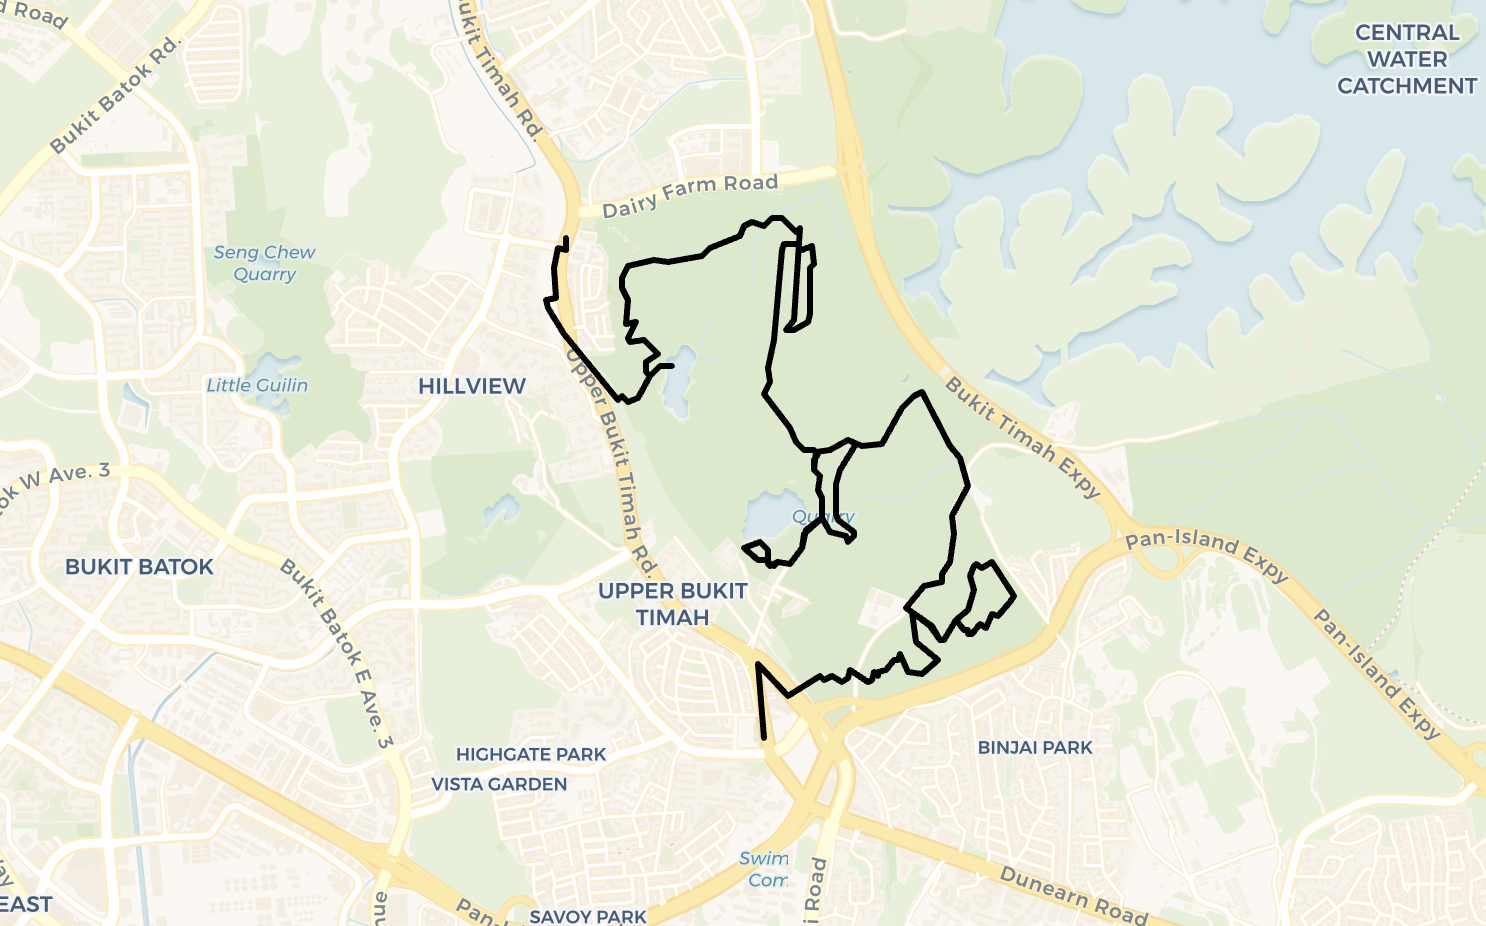 d Road
Bukit Batok Rd.
Bukit Timah Rd.
CENTRAL
WATER
CATCHMENT
Dairy Farm Road
Seng Chew
Quarry
Little Guilin
HILLVIEW
Upper Bukit Timah Rd.
Bukit Timah Expy
tok W Ave. 3
Quarry
Pan-Island Expy
BUKIT BATOK
Bukit Batok E Ave. 3
UPPER BUKIT
TIMAH
Pan-Island Expy
HIGHGATE PARK
VISTA GARDEN
BINJAI PARK
Swim
Com
Dunearn Road
i Road
EAST
nue
Pan-I
SAVOY PARK